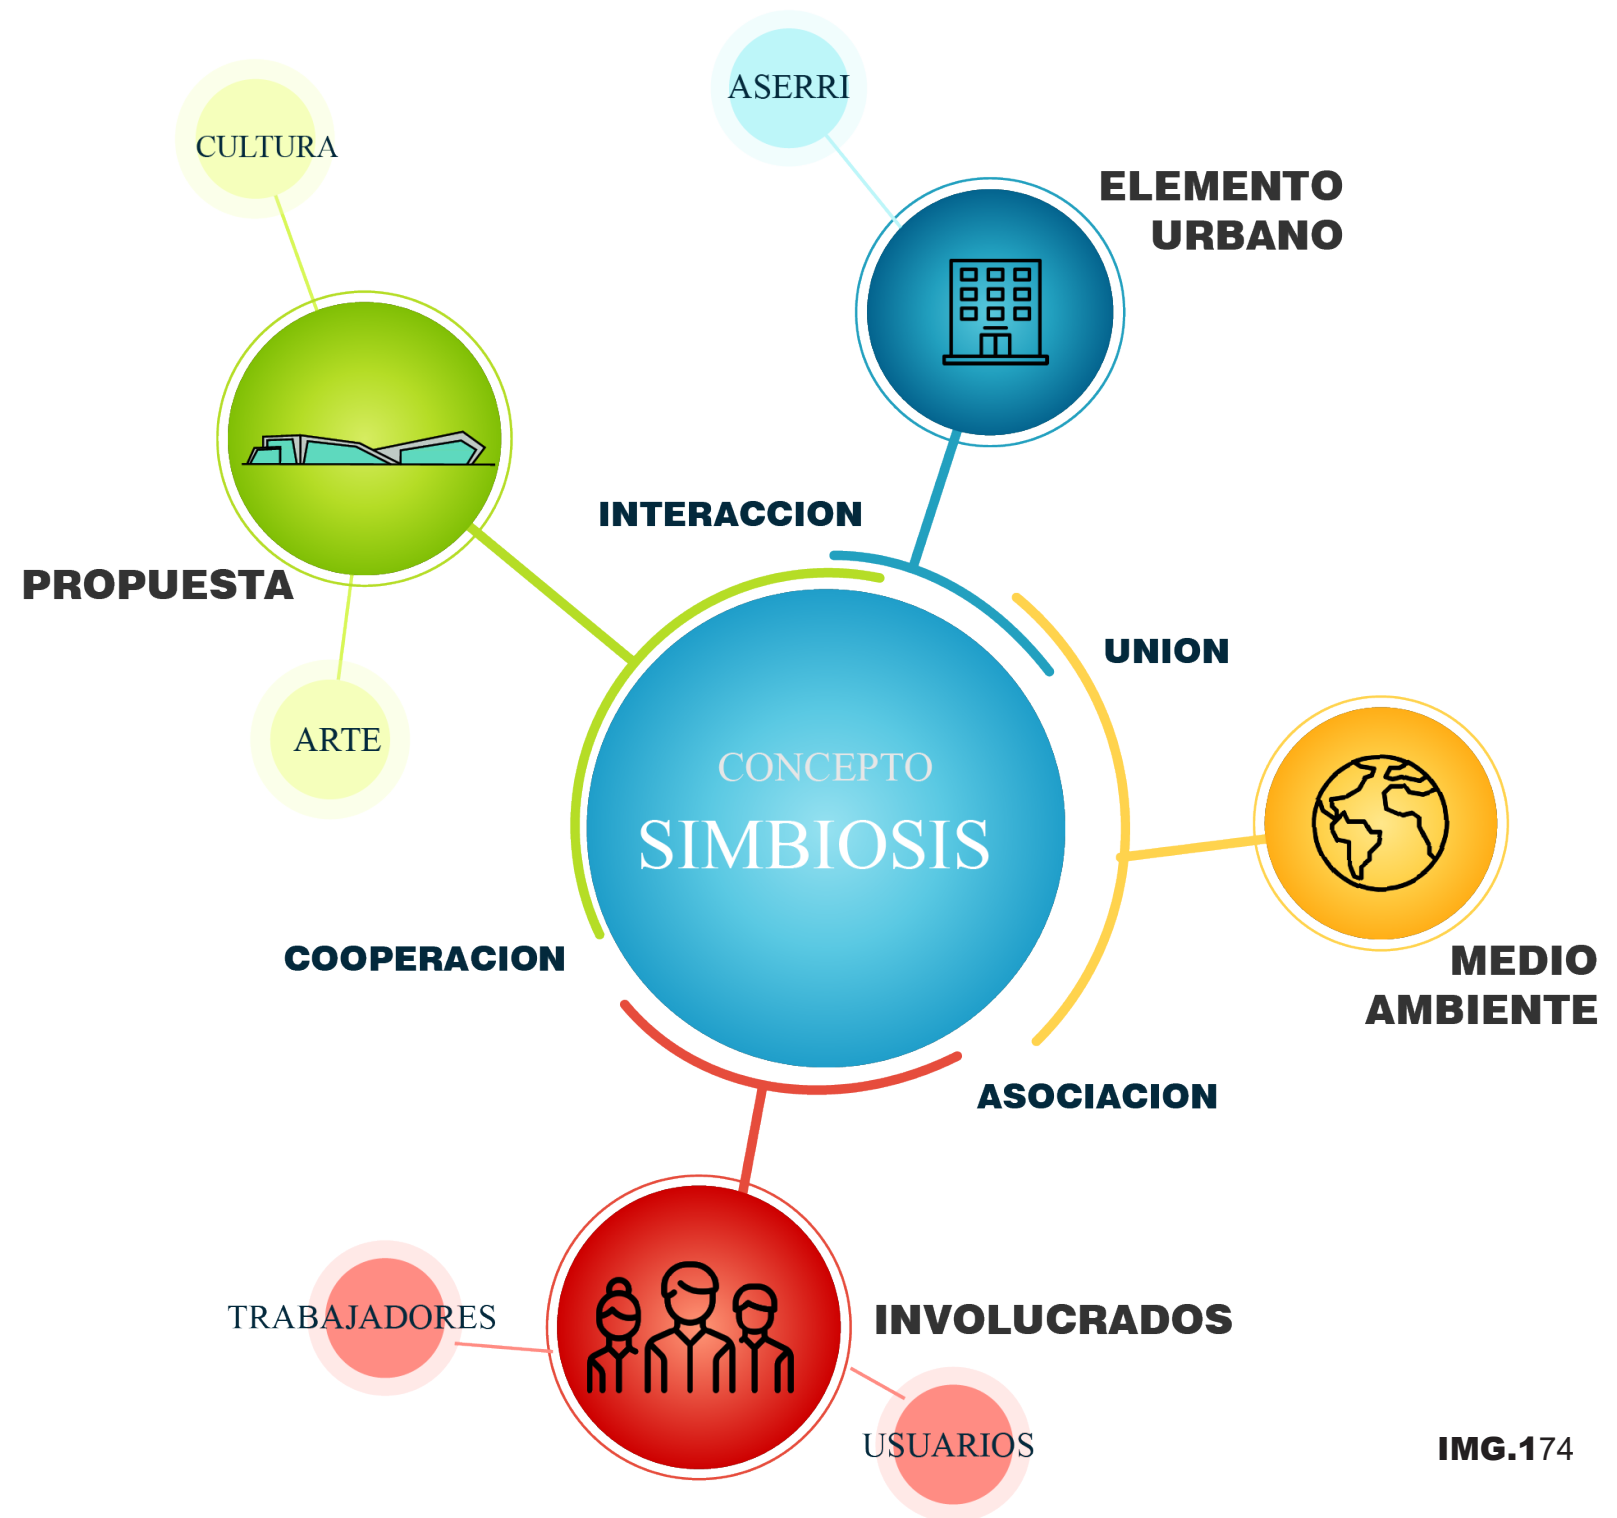 ASERRI
CULTURA
ELEMENTO
URBANO
INTERACCION
PROPUESTA
UNION
ARTE
CONCEPTO
SIMBIOSIS
COOPERACION
MEDIO
AMBIENTE
ASOCIACION
TRABAJADORES
INVOLUCRADOS
USUARIOS
IMG.174